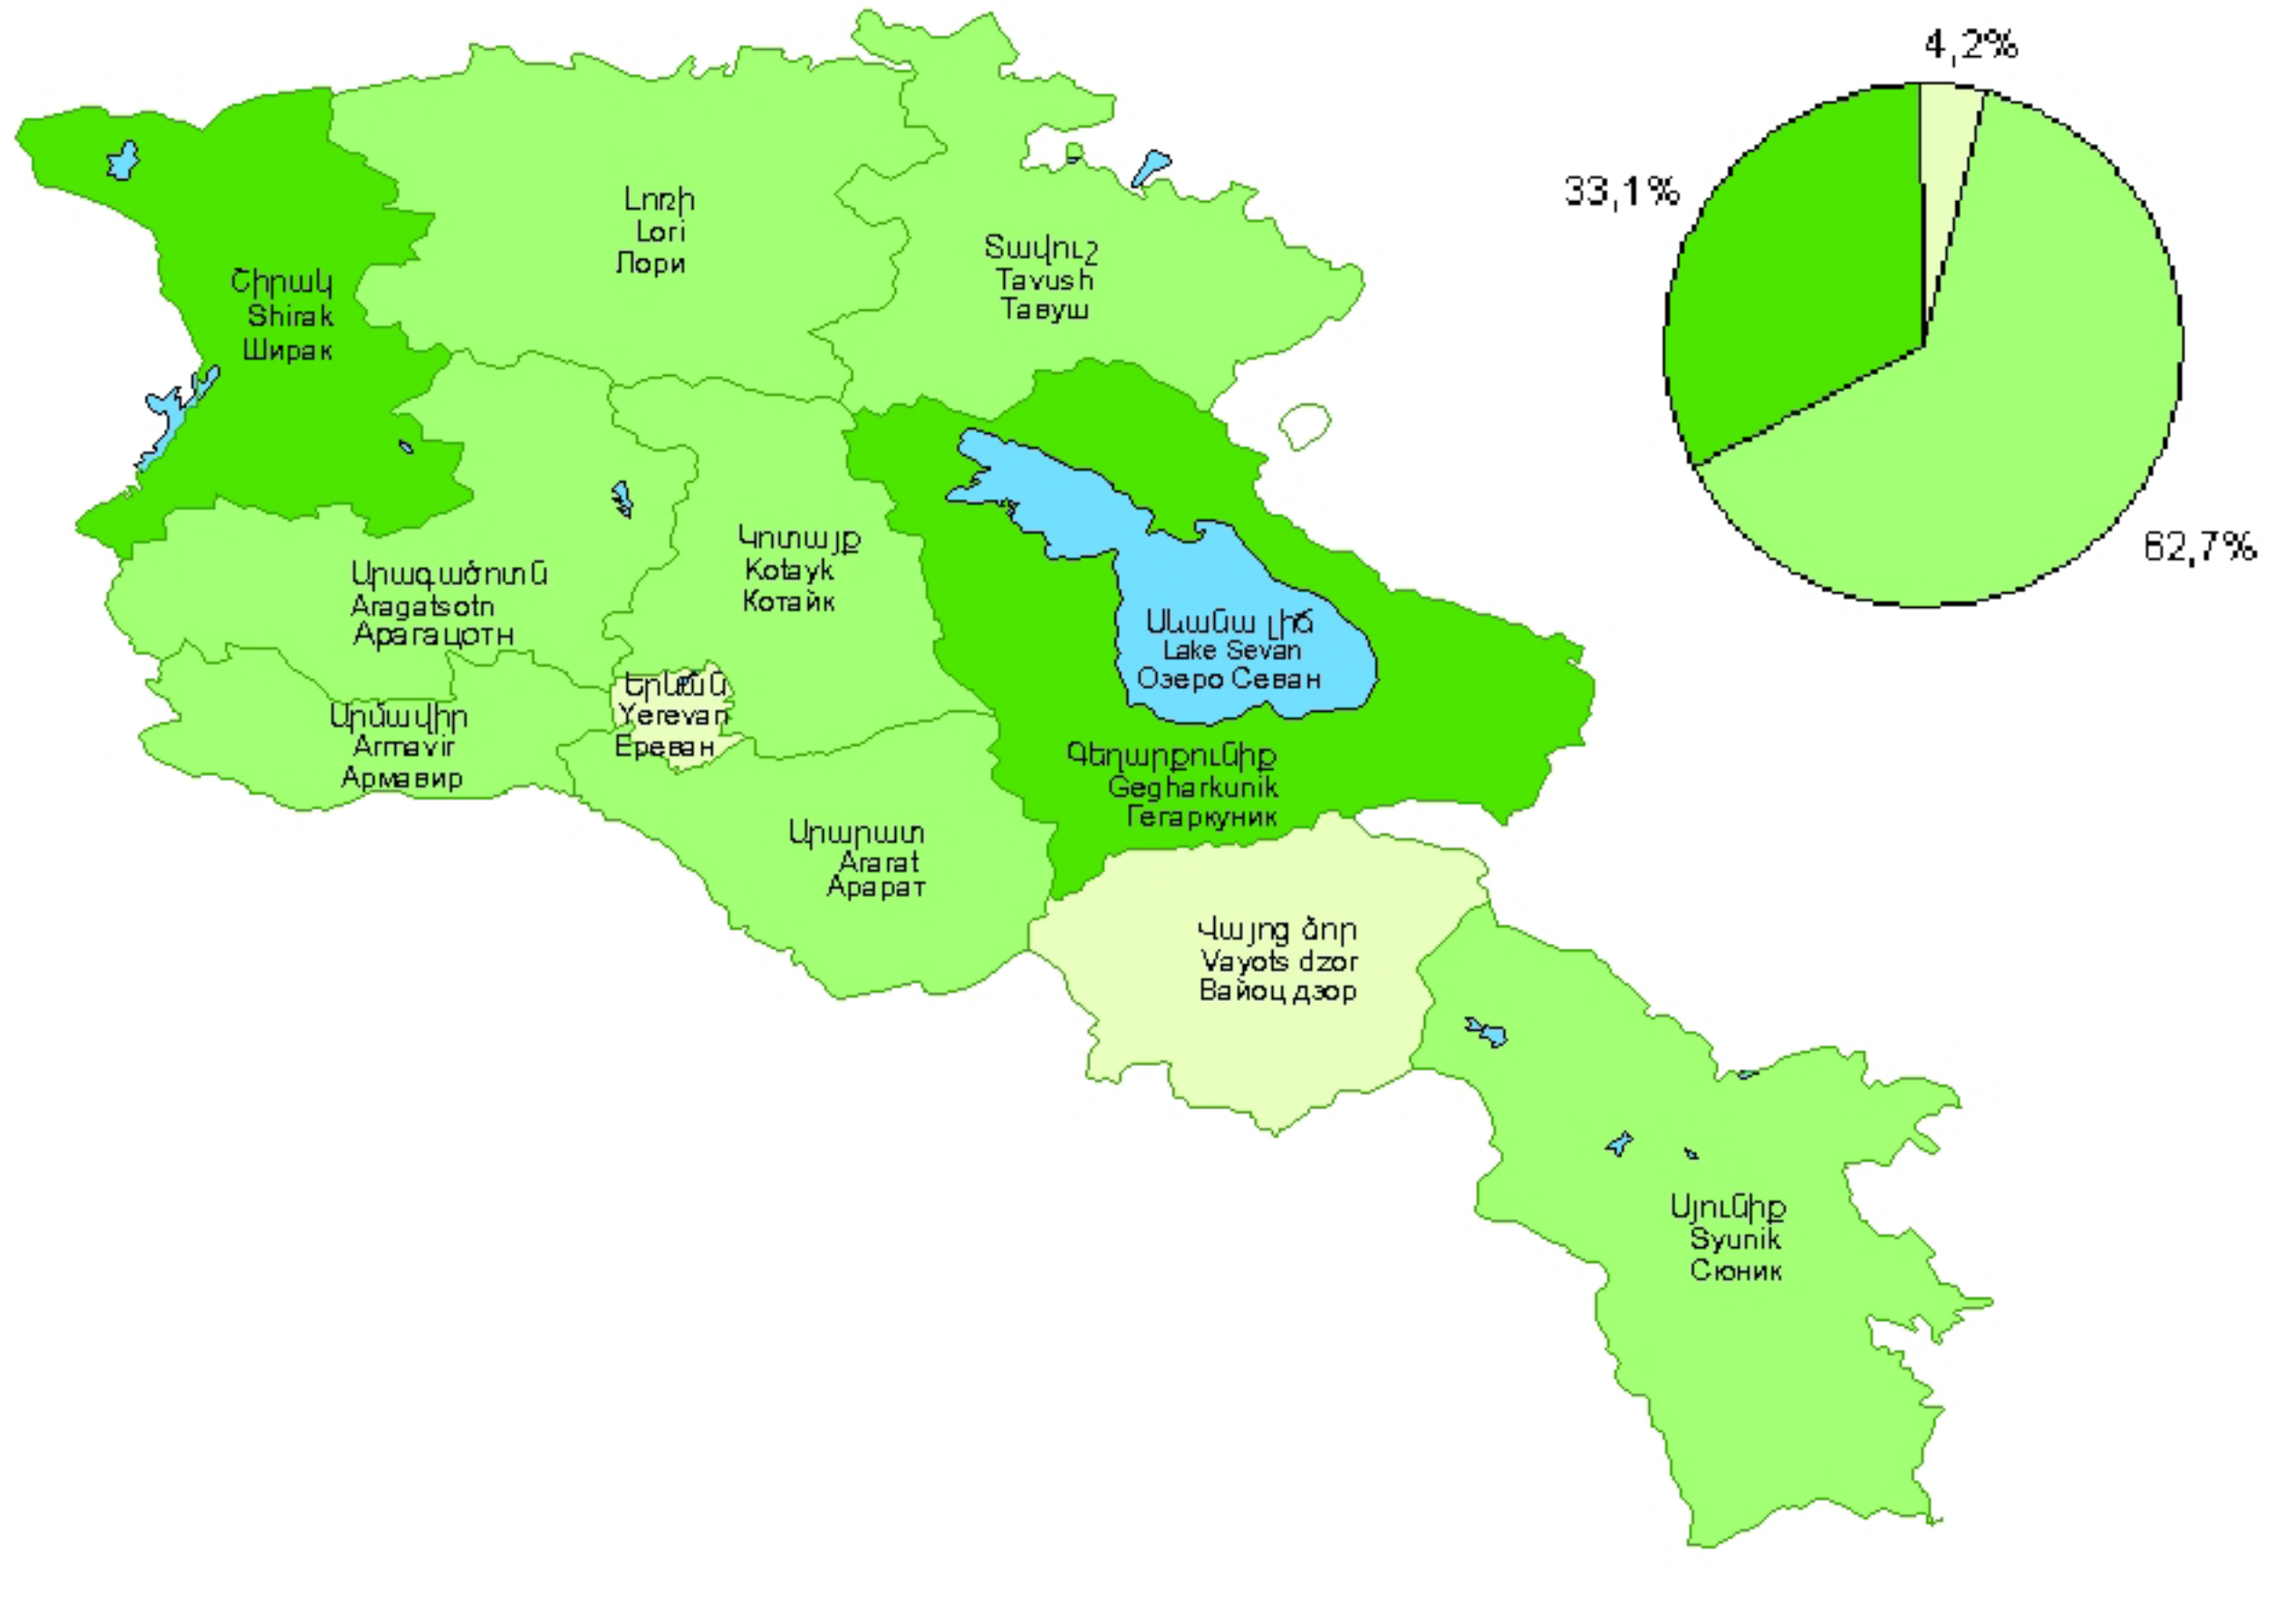 4,2%
33,1%
62,7%
Լոռի
Lori
Лори
Տավուշ
Tavush
Тавуш
Շիրակ
Shirak
Ширак
Կոտայք
Kotayk
Котайк
Արագածոտն
Aragatsotn
Арагацотн
Սևանա լիճ
Lake Sevan
Озеро Севан
Երևան
Yerevan
Ереван
Արմավիր
Armavir
Армавир
Գեղարքունիք
Gegharkunik
Гегаркуник
Արարատ
Ararat
Арарат
Վայոց ձոր
Vayots dzor
Вайоц дзор
Սյունիք
Syunik
Сюник